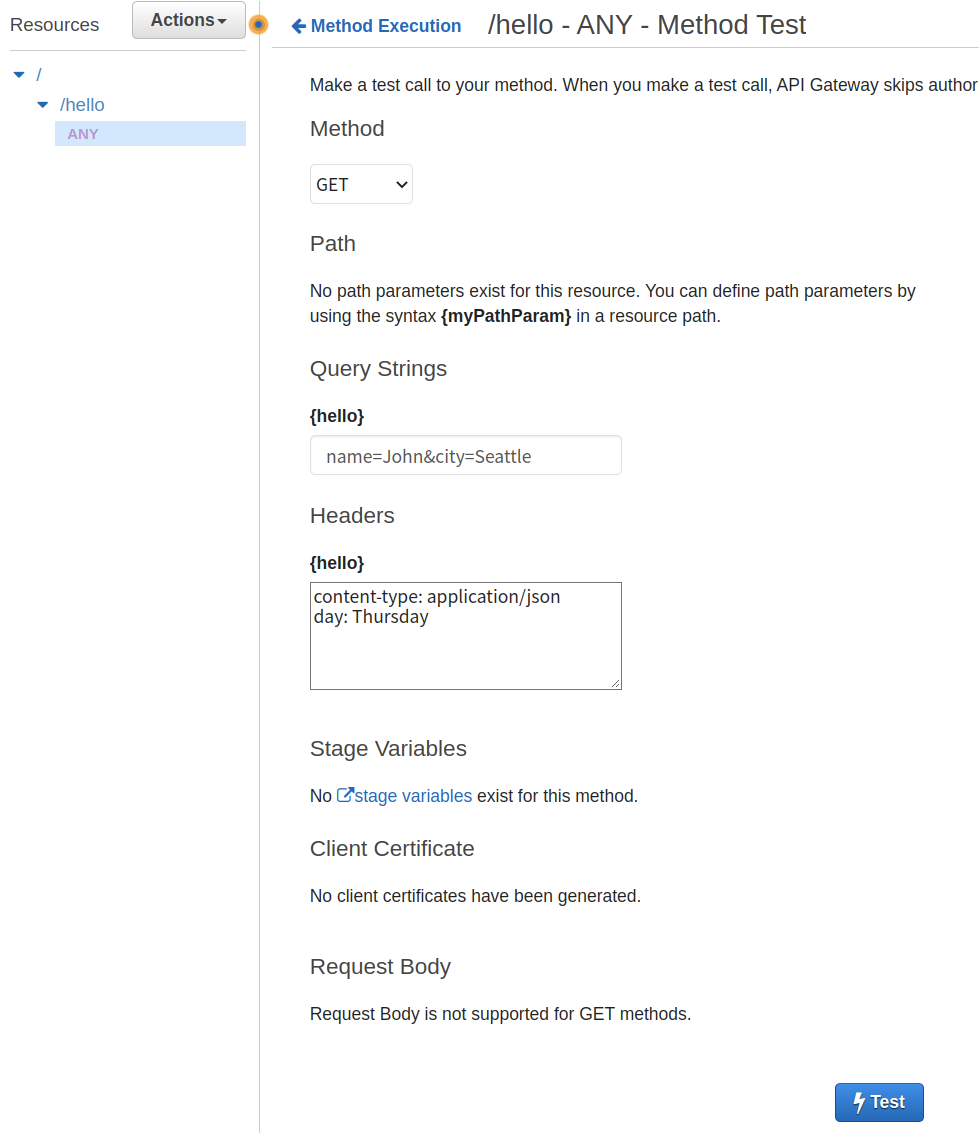 Resources
Actions
/
/hello
ANY
Method Execution /hello - ANY - Method Test
Make a test call to your method. When you make a test call, API Gateway skips author
Method
GET
Path
No path parameters exist for this resource. You can define path parameters by
using the syntax {myPathParam} in a resource path.
Query Strings
{hello}
name=John&city=Seattle
Headers
{hello}
content-type: application/json
day: Thursday
Stage Variables
No stage variables exist for this method.
Client Certificate
No client certificates have been generated.
Request Body
Request Body is not supported for GET methods.
Test